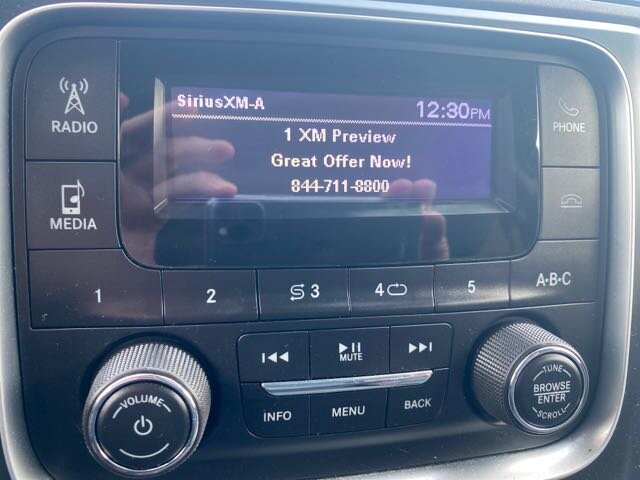 SiriusXM-A 12:30PM
1 XM Preview
Great Offer Now!
844-711-8800
RADIO
MEDIA
PHONE
1 2 3 4 5 A-B-C
MUTE
INFO MENU BACK
VOLUME
TUNE
BROWSE
ENTER
SCROLL